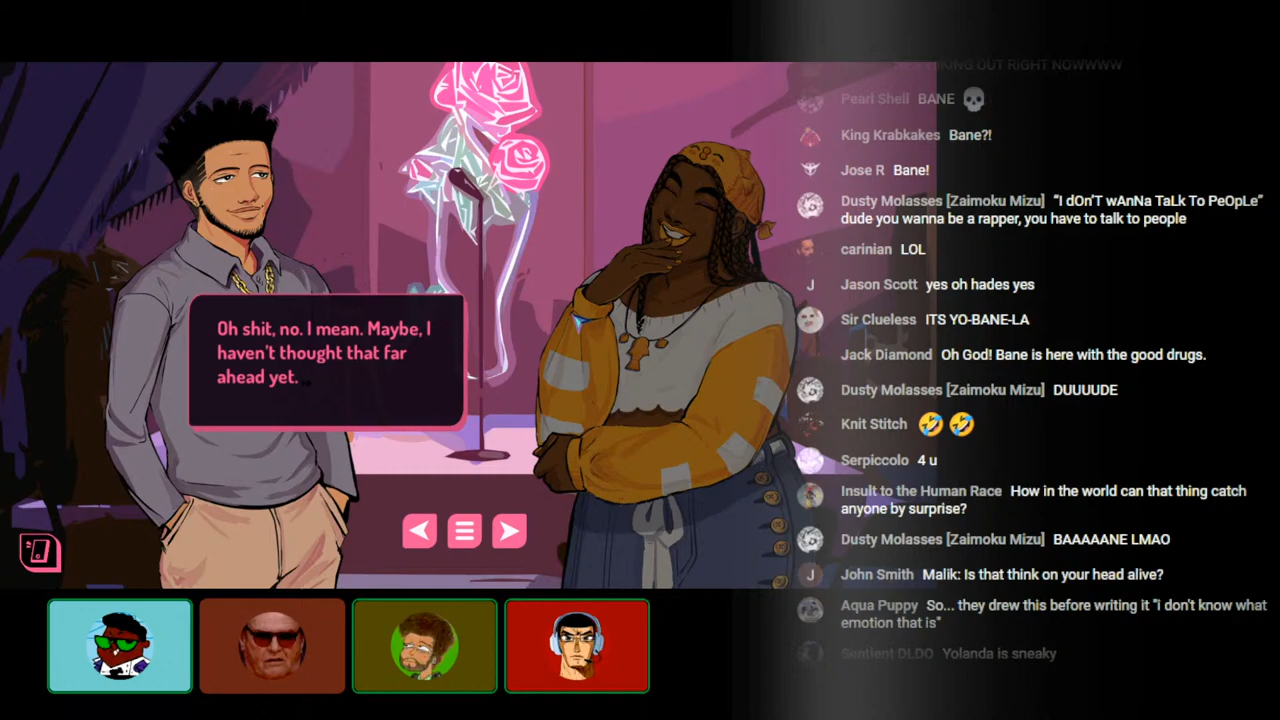 Oh shit, no. I mean. Maybe, I
haven't thought that far
ahead yet.
KING OUT RIGHT NOWWWW
Pearl Shell BANE 💀
King Krabkakes Bane?!
Jose R Bane!
Dusty Molasses [Zaimoku Mizu] “I dOn'T wAnNa TaLk To PeOpLe”
dude you wanna be a rapper, you have to talk to people
carinian LOL
J Jason Scott yes oh hades yes
Sir Clueless ITS YO-BANE-LA
Jack Diamond Oh God! Bane is here with the good drugs.
Dusty Molasses [Zaimoku Mizu] DUUUUDE
Knit Stitch 🤣 🤣
Serpiccolo 4 u
Insult to the Human Race How in the world can that thing catch
anyone by surprise?
Dusty Molasses [Zaimoku Mizu] BAAAAANE LMAO
J John Smith Malik: Is that think on your head alive?
Aqua Puppy So... they drew this before writing it "i don't know what
emotion that is"
Sentient DLDO Yolanda is sneaky